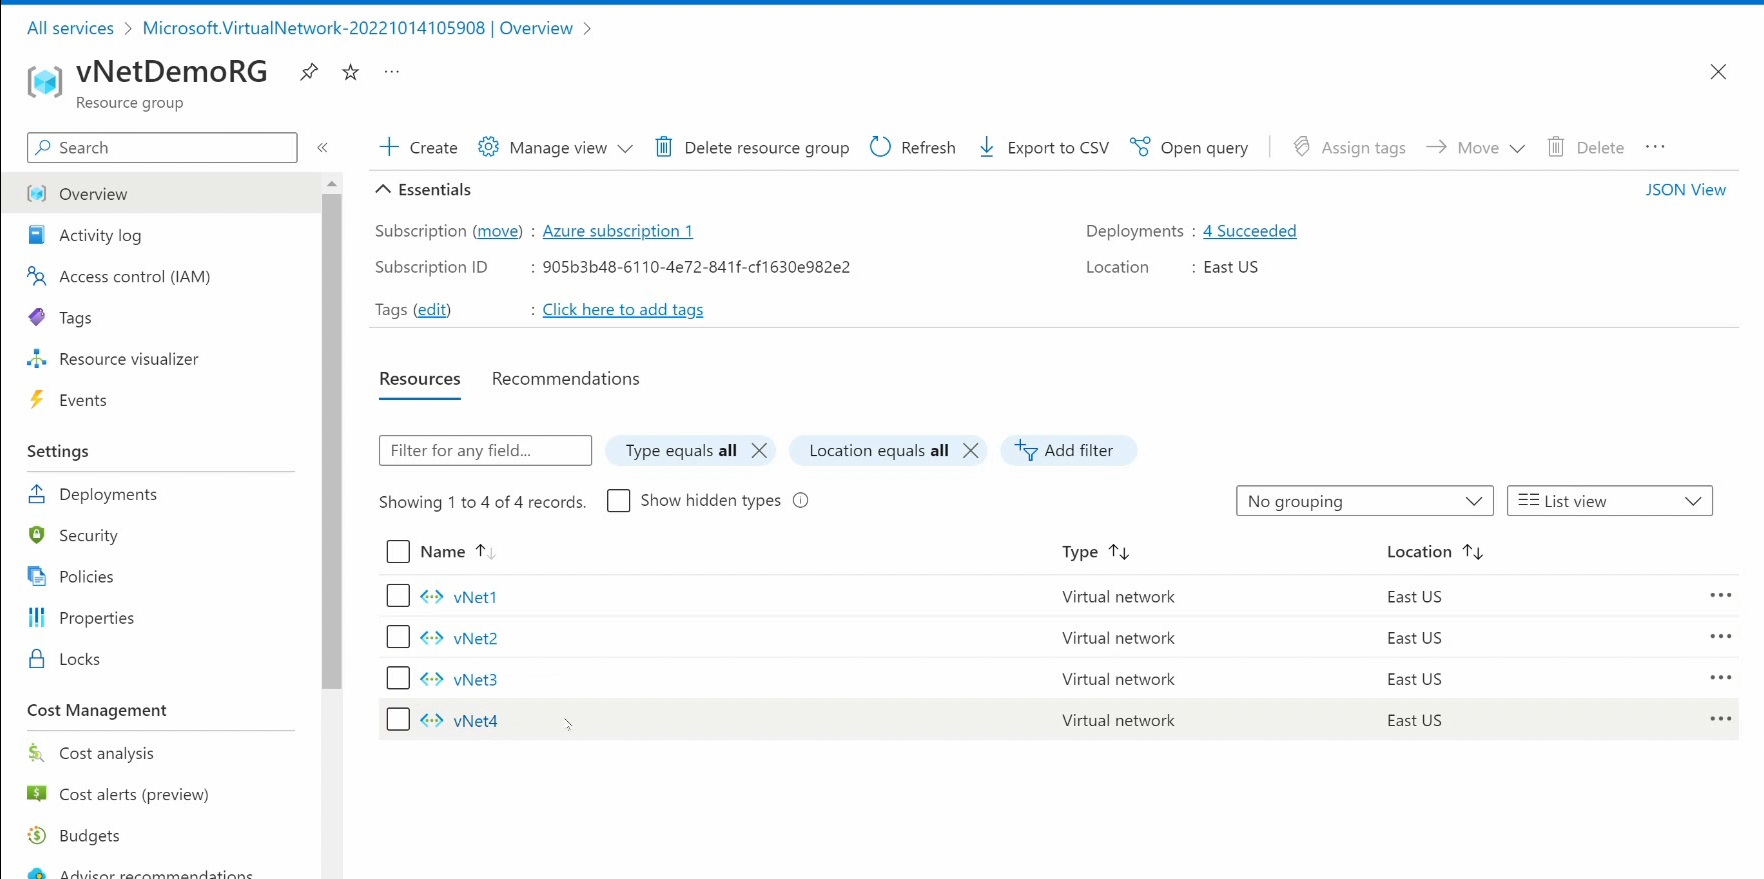 All services > Microsoft.VirtualNetwork-20221014105908 | Overview >
vNetDemoRG ...
Resource group
Search «
Create Manage view Delete resource group Refresh Export to CSV Open query Assign tags Move Delete ...
Overview
Activity log
Access control (IAM)
Tags
Resource visualizer
Events
Settings
Deployments
Security
Policies
Properties
Locks
Cost Management
Cost analysis
Cost alerts (preview)
Budgets
Advisor recommendations
Essentials JSON View
Subscription (move) : Azure subscription 1 Deployments : 4 Succeeded
Subscription ID : 905b3b48-6110-4e72-841f-cf1630e982e2 Location : East US
Tags (edit) : Click here to add tags
Resources Recommendations
Filter for any field... Type equals all Location equals all Add filter
Showing 1 to 4 of 4 records. Show hidden types No grouping List view
Name Type Location
vNet1 Virtual network East US ...
vNet2 Virtual network East US ...
vNet3 Virtual network East US ...
vNet4 Virtual network East US ...